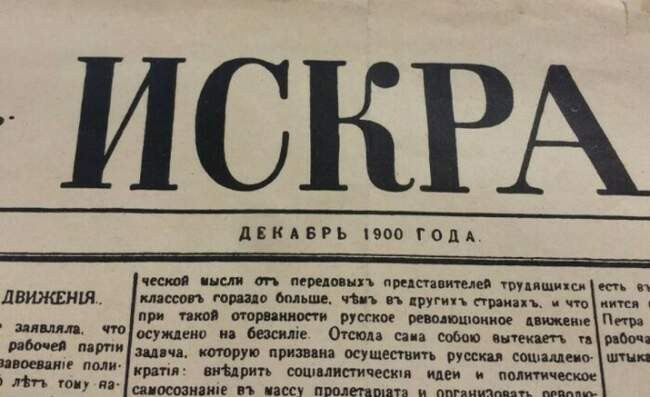 ИСКРА
ДЕКАБРЬ 1900 ГОДА.
ДВИЖЕНІЯ.
заявляла, что
рабочей партіи
завоеваніе поли-
лѣтъ тому на-
ческой мысли отъ передовыхъ представителей трудящихся
классовъ гораздо больше, чѣмъ въ другихъ странахъ, и что
при такой оторванности русское революціонное движеніе
осуждено на безсиліе. Отсюда сама собою вытекаетъ та
задача, которую призвана осуществить русская соціалдемо-
кратія: внѣдрить соціалистическія идеи и политическое
самосознаніе въ массу пролетаріата и организовать револю-
есть в
нится
Петра
рабоча
штыка